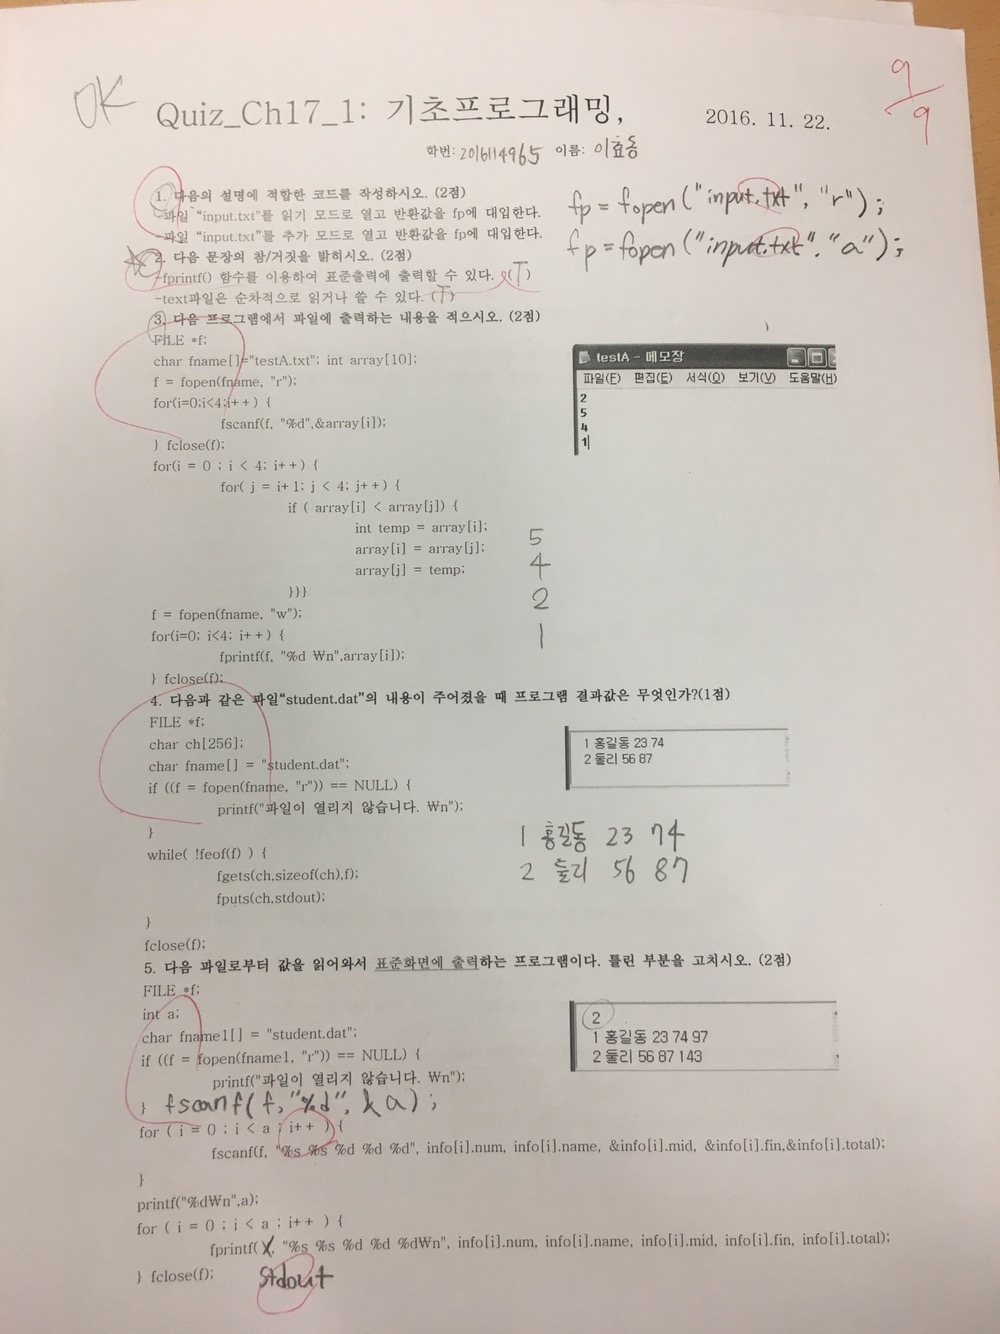 OK
9
9
Quiz_Ch17_1: 기초프로그래밍,
2016. 11. 22.
학번: 2016114965 이름: 이효동
1. 다음의 설명에 적합한 코드를 작성하시오. (2점)
-파일 "input.txt"를 읽기 모드로 열고 반환값을 fp에 대입한다.
fp = fopen("input.txt", "r");
-파일 "input.txt"를 추가 모드로 열고 반환값을 fp에 대입한다.
fp = fopen("input.txt", "a");
2. 다음 문장의 참/거짓을 밝히시오. (2점)
-fprintf() 함수를 이용하여 표준출력에 출력할 수 있다. (T)
-text파일은 순차적으로 읽거나 쓸 수 있다. (T)
3. 다음 프로그램에서 파일에 출력하는 내용을 적으시오. (2점)
FILE *f;
char fname[]="testA.txt"; int array[10];
f = fopen(fname, "r");
for(i=0;i<4;i++) {
fscanf(f, "%d",&array[i]);
} fclose(f);
for(i = 0 ; i < 4; i++) {
for( j = i+1; j < 4; j++) {
if ( array[i] < array[j]) {
int temp = array[i];
array[i] = array[j];
array[j] = temp;
}}}
f = fopen(fname, "w");
for(i=0; i<4; i++) {
fprintf(f, "%d ₩n",array[i]);
} fclose(f);
testA - 메모장
파일(F) 편집(E) 서식(O) 보기(V) 도움말(H)
2
5
4
1
5
4
2
1
4. 다음과 같은 파일"student.dat"의 내용이 주어졌을 때 프로그램 결과값은 무엇인가?(1점)
FILE *f;
char ch[256];
char fname[] = "student.dat";
if ((f = fopen(fname, "r")) == NULL) {
printf("파일이 열리지 않습니다. ₩n");
}
while( !feof(f) ) {
fgets(ch,sizeof(ch),f);
fputs(ch,stdout);
}
fclose(f);
1 홍길동 23 74
2 둘리 56 87
1 홍길동 23 74
2 둘리 56 87
5. 다음 파일로부터 값을 읽어와서 표준화면에 출력하는 프로그램이다. 틀린 부분을 고치시오. (2점)
FILE *f;
int a;
char fname1[] = "student.dat";
if ((f = fopen(fname1, "r")) == NULL) {
printf("파일이 열리지 않습니다. ₩n");
} fscanf(f, "%d", &a);
for ( i = 0 ; i < a ; i++ ) {
fscanf(f, "%s %s %d %d %d", info[i].num, info[i].name, &info[i].mid, &info[i].fin,&info[i].total);
}
printf("%d₩n",a);
for ( i = 0 ; i < a ; i++ ) {
fprintf(f, "%s %s %d %d %d₩n", info[i].num, info[i].name, info[i].mid, info[i].fin, info[i].total);
} fclose(f);
stdout
2
1 홍길동 23 74 97
2 둘리 56 87 143